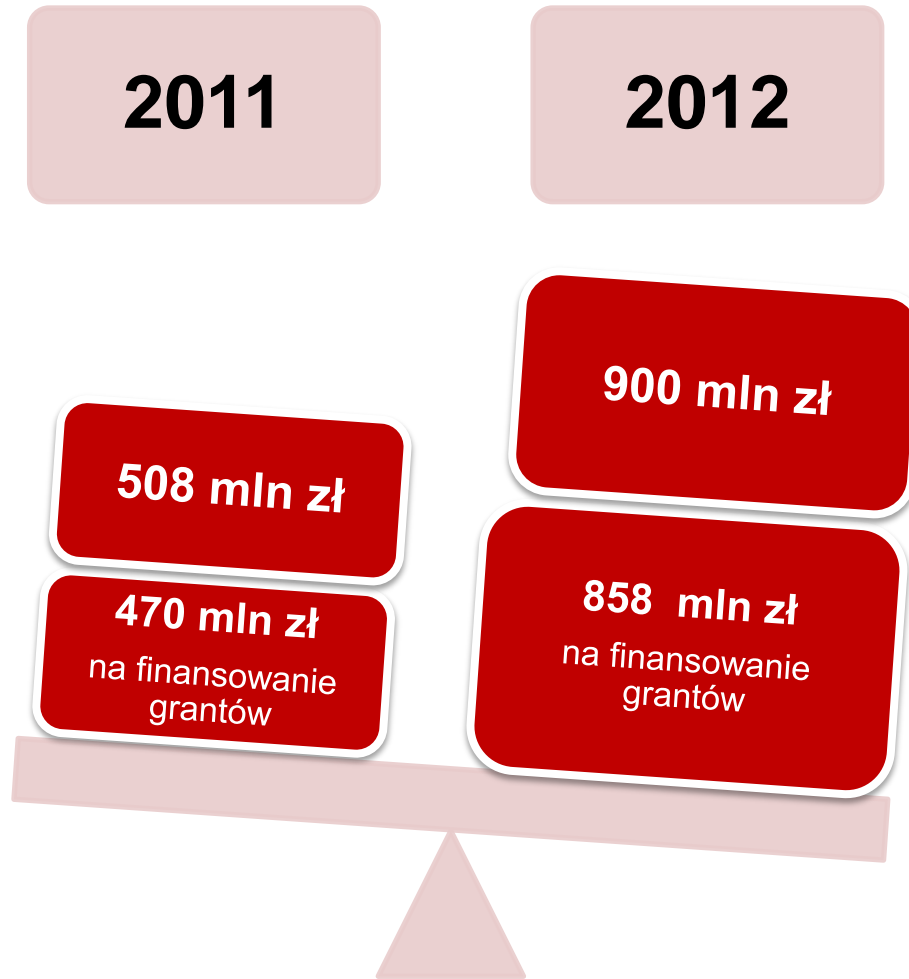 2011
2012
508 mln zł
470 mln zł
na finansowanie
grantów
900 mln zł
858 mln zł
na finansowanie
grantów